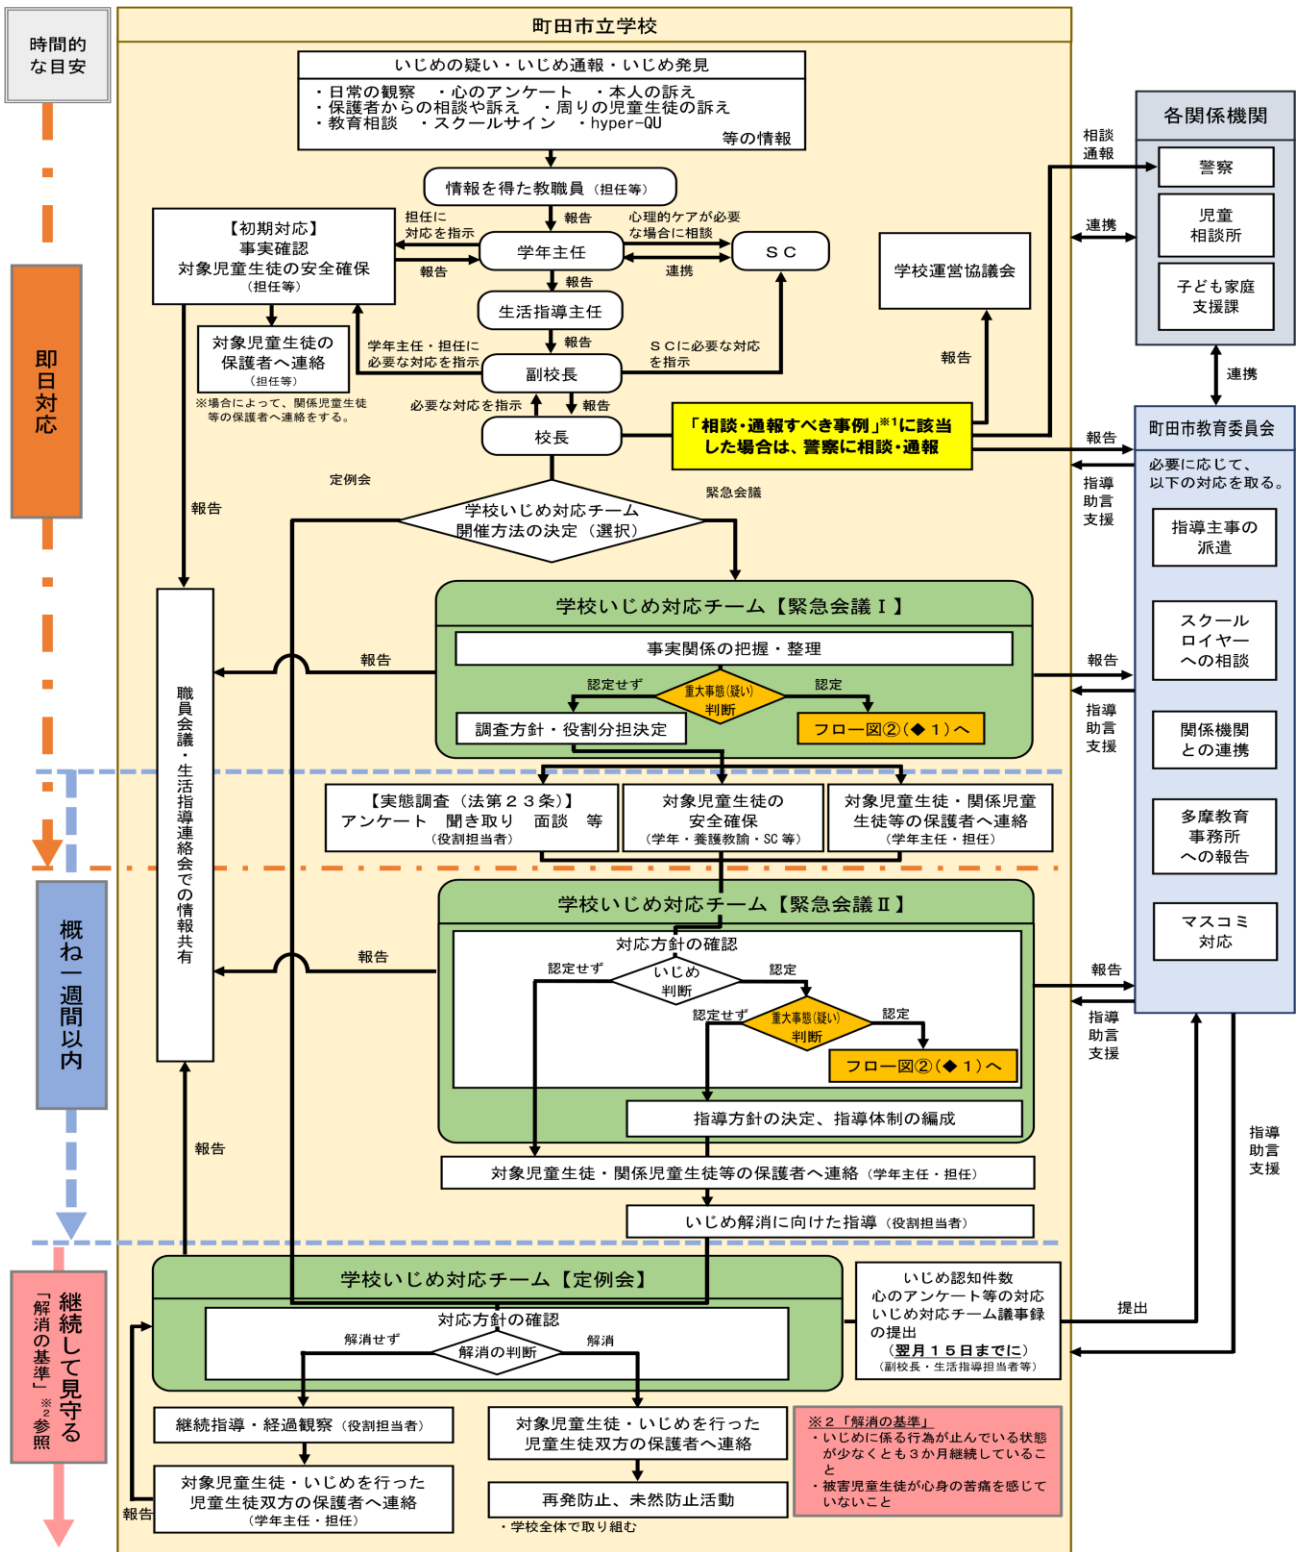 時間的
な目安
町田市立学校
いじめの疑い・いじめ通報・いじめ発見
・日常の観察　・心のアンケート　・本人の訴え
・保護者からの相談や訴え　・周りの児童生徒の訴え
・教育相談　・スクールサイン　・hyper-QU
等の情報
情報を得た教職員（担任等）
報告
担任に
対応を指示
学年主任
心理的ケアが必要
な場合に相談
連携
ＳＣ
【初期対応】
事実確認
対象児童生徒の安全確保
（担任等）
報告
報告
生活指導主任
報告
対象児童生徒の
保護者へ連絡
（担任等）
※場合によって、関係児童生徒
等の保護者へ連絡をする。
学年主任・担任に
必要な対応を指示
副校長
ＳＣに必要な対応
を指示
必要な対応を指示
報告
校長
学校運営協議会
報告
「相談・通報すべき事例」※1に該当
した場合は、警察に相談・通報
相談
通報
各関係機関
警察
児童
相談所
子ども家庭
支援課
連携
連携
即日対応
定例会
緊急会議
学校いじめ対応チーム
開催方法の決定（選択）
報告
報告
指導
助言
支援
町田市教育委員会
必要に応じて、
以下の対応を取る。
指導主事の
派遣
スクール
ロイヤー
への相談
関係機関
との連携
多摩教育
事務所
への報告
マスコミ
対応
学校いじめ対応チーム【緊急会議Ⅰ】
事実関係の把握・整理
認定せず
重大事態(疑い)
判断
認定
調査方針・役割分担決定
フロー図②(◆１)へ
報告
報告
指導
助言
支援
職員会議・生活指導連絡会での情報共有
【実態調査（法第２３条）】
アンケート　聞き取り　面談　等
（役割担当者）
対象児童生徒の
安全確保
（学年・養護教諭・SC等）
対象児童生徒・関係児童
生徒等の保護者へ連絡
（学年主任・担任）
概ね一週間以内
学校いじめ対応チーム【緊急会議Ⅱ】
対応方針の確認
認定せず
いじめ
判断
認定
認定せず
重大事態(疑い)
判断
認定
フロー図②(◆１)へ
指導方針の決定、指導体制の編成
報告
報告
指導
助言
支援
対象児童生徒・関係児童生徒等の保護者へ連絡（学年主任・担任）
いじめ解消に向けた指導（役割担当者）
報告
指導
助言
支援
継続して見守る
「解消の基準」※2参照
学校いじめ対応チーム【定例会】
対応方針の確認
解消せず
解消の判断
解消
いじめ認知件数
心のアンケート等の対応
いじめ対応チーム議事録
の提出
（翌月１５日までに）
（副校長・生活指導担当者等）
提出
継続指導・経過観察（役割担当者）
対象児童生徒・いじめを行った
児童生徒双方の保護者へ連絡
（学年主任・担任）
報告
対象児童生徒・いじめを行った
児童生徒双方の保護者へ連絡
再発防止、未然防止活動
・学校全体で取り組む
※２「解消の基準」
・いじめに係る行為が止んでいる状態
が少なくとも３か月継続しているこ
と
・被害児童生徒が心身の苦痛を感じて
いないこと